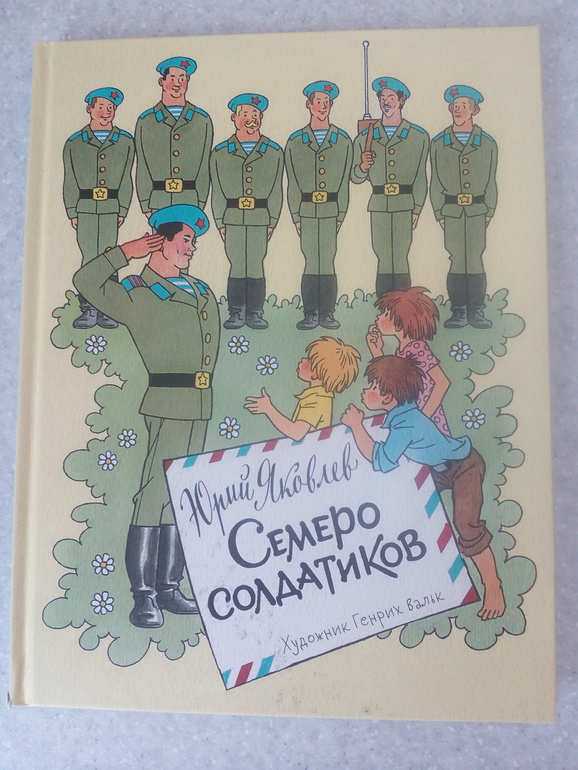 Юрий Яковлев
Семеро
солдатиков
Художник Генрих Вальк